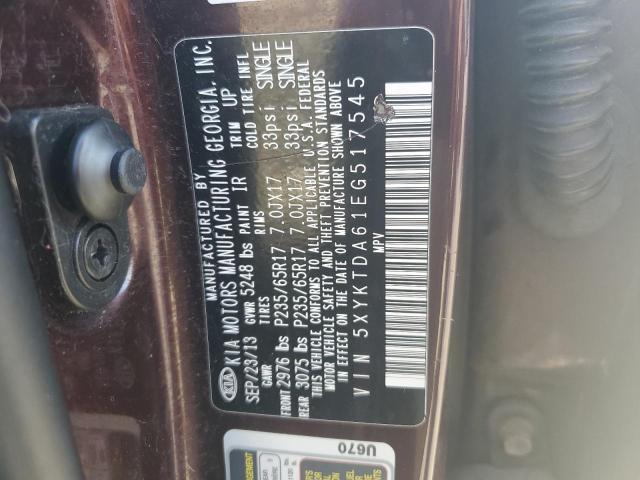 MANUFACTURED BY
KIA KIA MOTORS MANUFACTURING GEORGIA, INC.
SEP/23/13 GVWR 5248 lbs PAINT IR TRIM UP
GAWR TIRES RIMS COLD TIRE INFL
FRONT 2976 lbs P235/65R17 7.0JX17 33psi SINGLE
REAR 3075 lbs P235/65R17 7.0JX17 33psi SINGLE
THIS VEHICLE CONFORMS TO ALL APPLICABLE U.S.A. FEDERAL
MOTOR VEHICLE SAFETY AND THEFT PREVENTION STANDARDS
IN EFFECT ON THE DATE OF MANUFACTURE SHOWN ABOVE
VIN 5XYKTDA61EG517545
MPV
U670